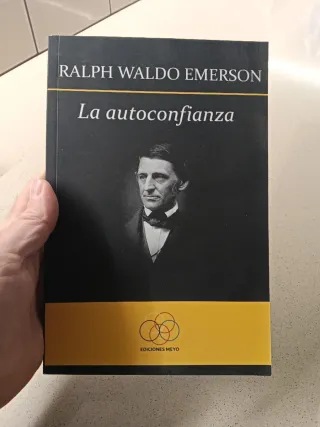 RALPH WALDO EMERSON
La autoconfianza
EDICIONES MEYO